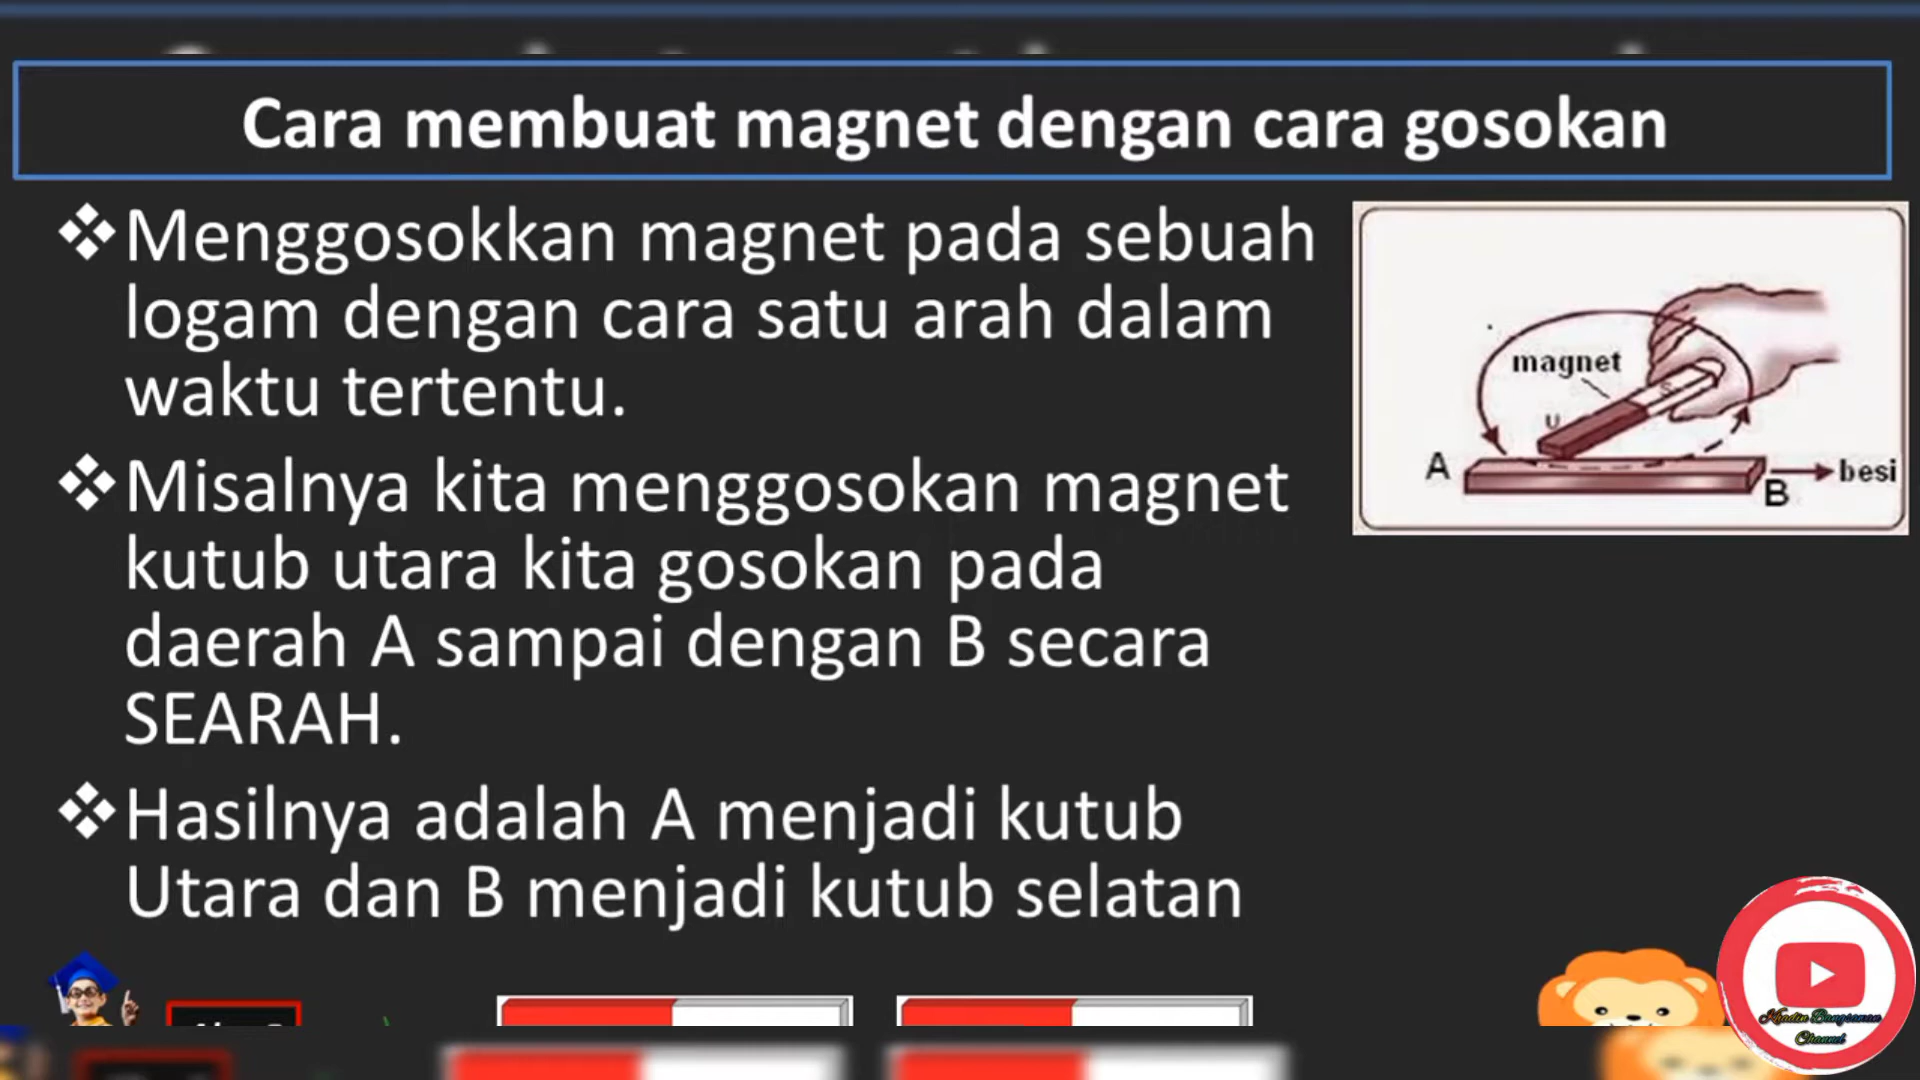 Cara membuat magnet dengan cara gosokan
❖Menggosokkan magnet pada sebuah
logam dengan cara satu arah dalam
waktu tertentu.
❖Misalnya kita menggosokan magnet
kutub utara kita gosokan pada
daerah A sampai dengan B secara
SEARAH.
❖Hasilnya adalah A menjadi kutub
Utara dan B menjadi kutub selatan
magnet
S
U
A
B
besi
Channel